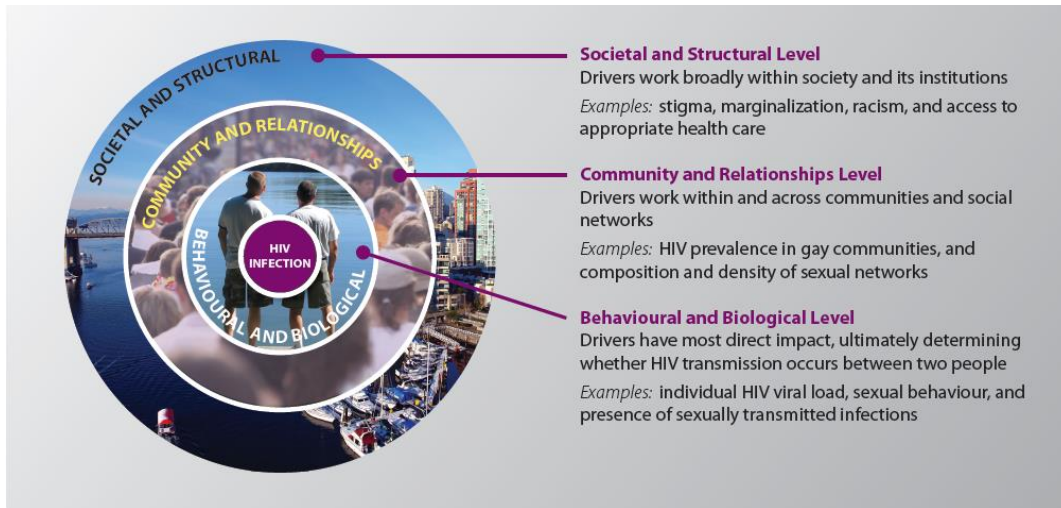 SOCIETAL AND STRUCTURAL
COMMUNITY AND RELATIONSHIPS
BEHAVIOURAL AND BIOLOGICAL
HIV
INFECTION
Societal and Structural Level
Drivers work broadly within society and its institutions
Examples: stigma, marginalization, racism, and access to
appropriate health care
Community and Relationships Level
Drivers work within and across communities and social
networks
Examples: HIV prevalence in gay communities, and
composition and density of sexual networks
Behavioural and Biological Level
Drivers have most direct impact, ultimately determining
whether HIV transmission occurs between two people
Examples: individual HIV viral load, sexual behaviour, and
presence of sexually transmitted infections